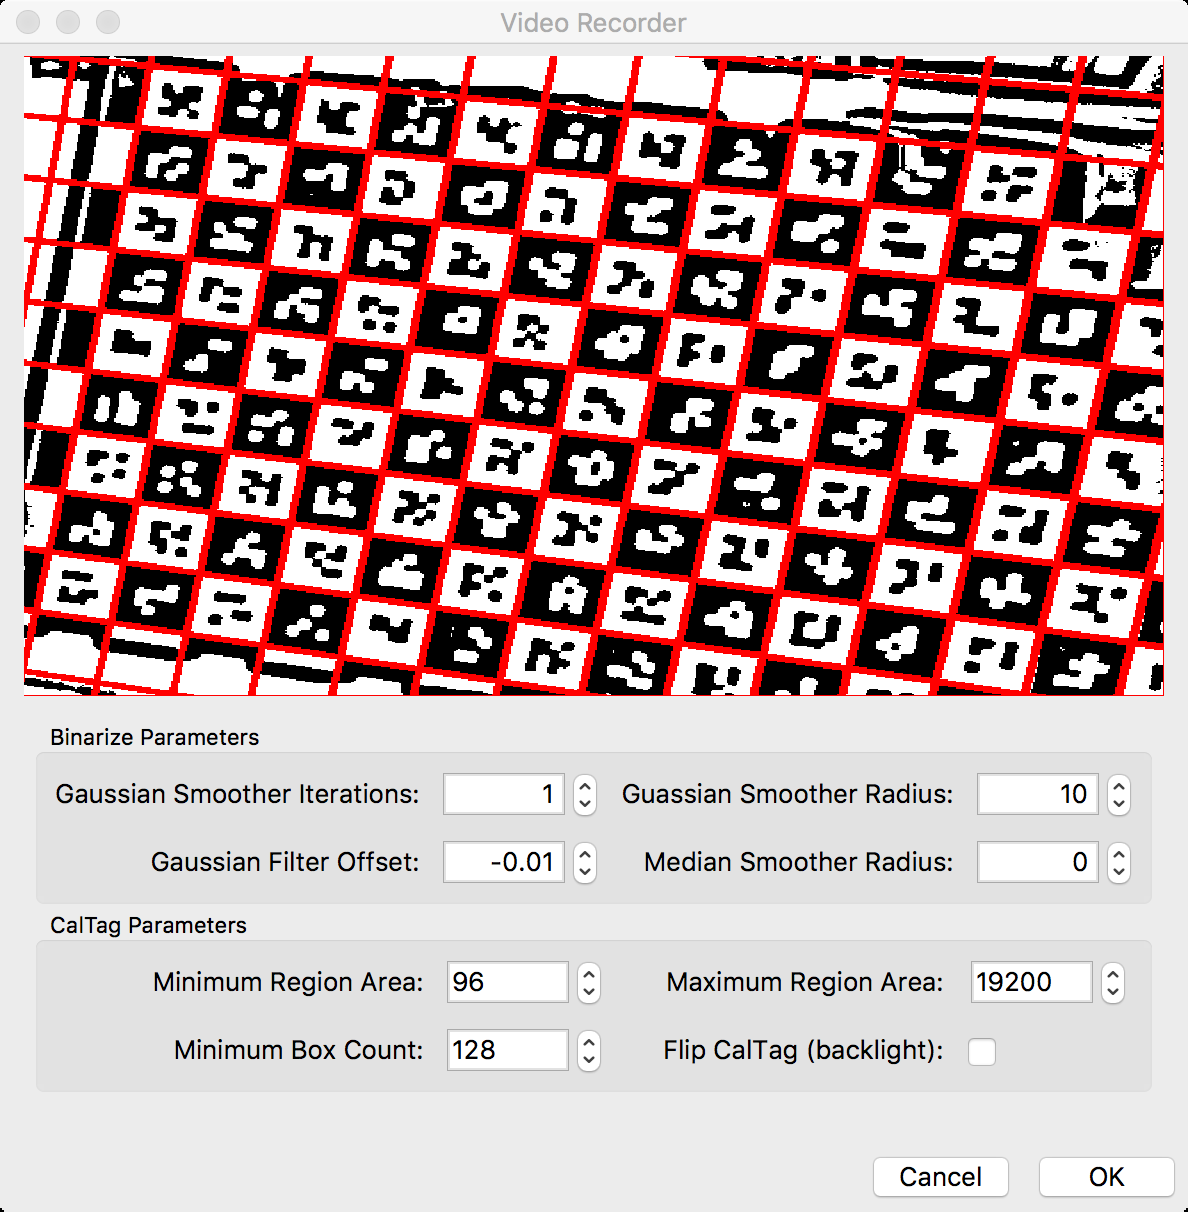 Video Recorder
Binarize Parameters
Gaussian Smoother Iterations: 1 Guassian Smoother Radius: 10
Gaussian Filter Offset: -0.01 Median Smoother Radius: 0
CalTag Parameters
Minimum Region Area: 96 Maximum Region Area: 19200
Minimum Box Count: 128 Flip CalTag (backlight):
Cancel OK